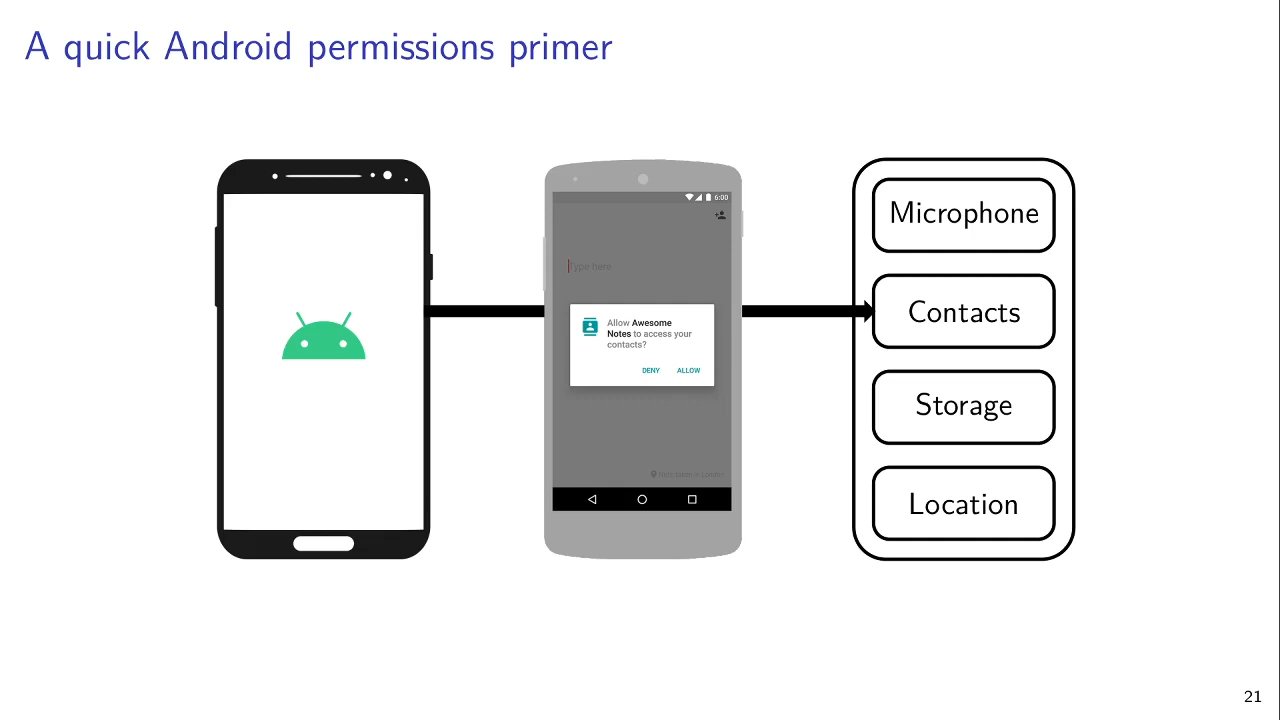 A quick Android permissions primer
6:00
Type here
Allow Awesome
Notes to access your
contacts?
DENY ALLOW
Microphone
Contacts
Storage
Location
21